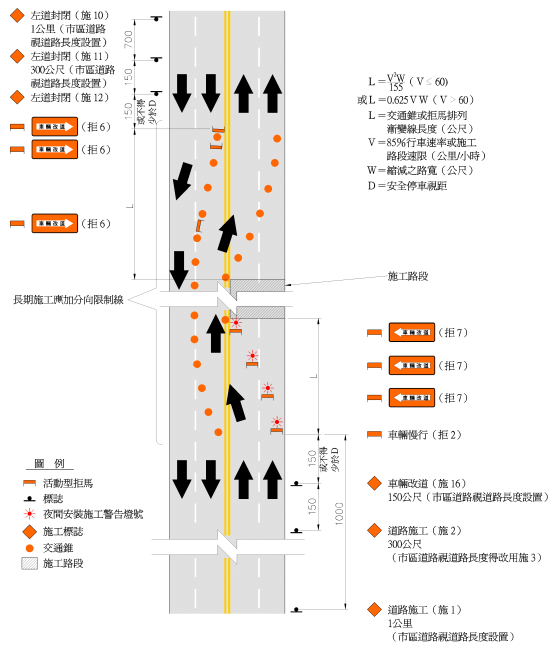 左道封閉（施10）
1公里（市區道路
視道路長度設置）
左道封閉（施11）
300公尺（市區道路
視道路長度設置）
左道封閉（施12）
車輛改道（拒6）
車輛改道（拒6）
車輛改道（拒6）
長期施工應加分向限制線
700
150
150
或不得
少於D
L
L＝V²W/155（V≤60）
或L＝0.625VW（V＞60）
L＝交通錐或拒馬排列
漸變線長度（公尺）
V＝85%行車速率或施工
路段速限（公里/小時）
W＝縮減之路寬（公尺）
D＝安全停車視距
施工路段
車輛改道（拒7）
車輛改道（拒7）
車輛改道（拒7）
車輛慢行（拒2）
車輛改道（施16）
150公尺（市區道路視道路長度設置）
道路施工（施2）
300公尺
（市區道路視道路長度得改用施3）
道路施工（施1）
1公里
（市區道路視道路長度設置）
L
150
或不得
少於D
150
1000
圖例
活動型拒馬
標誌
夜間安裝施工警告燈號
施工標誌
交通錐
施工路段